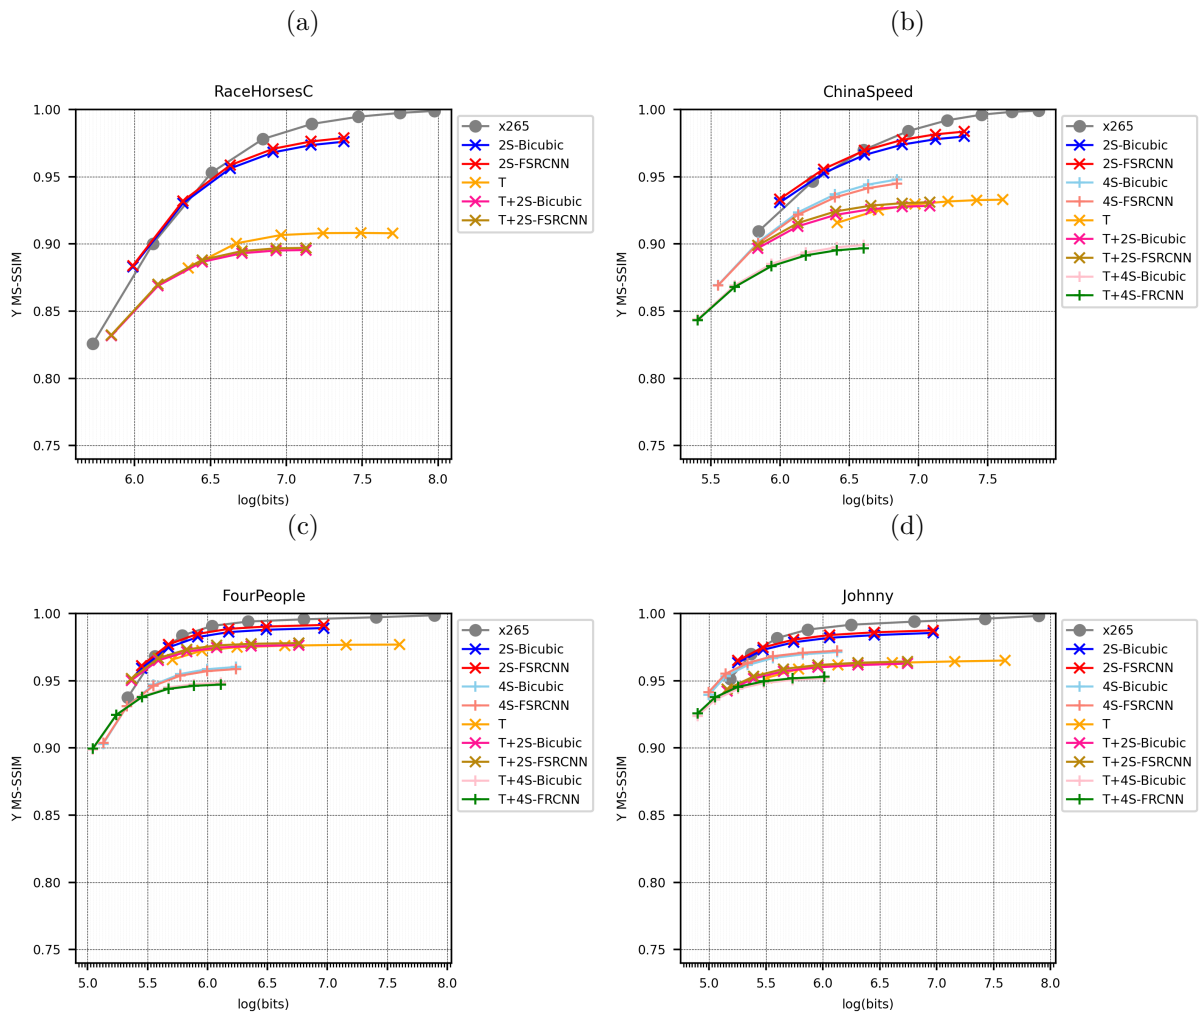 (a)
RaceHorsesC
Y MS-SSIM
1.00
0.95
0.90
0.85
0.80
0.75
6.0 6.5 7.0 7.5 8.0
log(bits)
x265
2S-Bicubic
2S-FSRCNN
T
T+2S-Bicubic
T+2S-FSRCNN
(b)
ChinaSpeed
Y MS-SSIM
1.00
0.95
0.90
0.85
0.80
0.75
5.5 6.0 6.5 7.0 7.5
log(bits)
x265
2S-Bicubic
2S-FSRCNN
4S-Bicubic
4S-FSRCNN
T
T+2S-Bicubic
T+2S-FSRCNN
T+4S-Bicubic
T+4S-FRCNN
(c)
FourPeople
Y MS-SSIM
1.00
0.95
0.90
0.85
0.80
0.75
5.0 5.5 6.0 6.5 7.0 7.5 8.0
log(bits)
x265
2S-Bicubic
2S-FSRCNN
4S-Bicubic
4S-FSRCNN
T
T+2S-Bicubic
T+2S-FSRCNN
T+4S-Bicubic
T+4S-FRCNN
(d)
Johnny
Y MS-SSIM
1.00
0.95
0.90
0.85
0.80
0.75
5.0 5.5 6.0 6.5 7.0 7.5 8.0
log(bits)
x265
2S-Bicubic
2S-FSRCNN
4S-Bicubic
4S-FSRCNN
T
T+2S-Bicubic
T+2S-FSRCNN
T+4S-Bicubic
T+4S-FRCNN